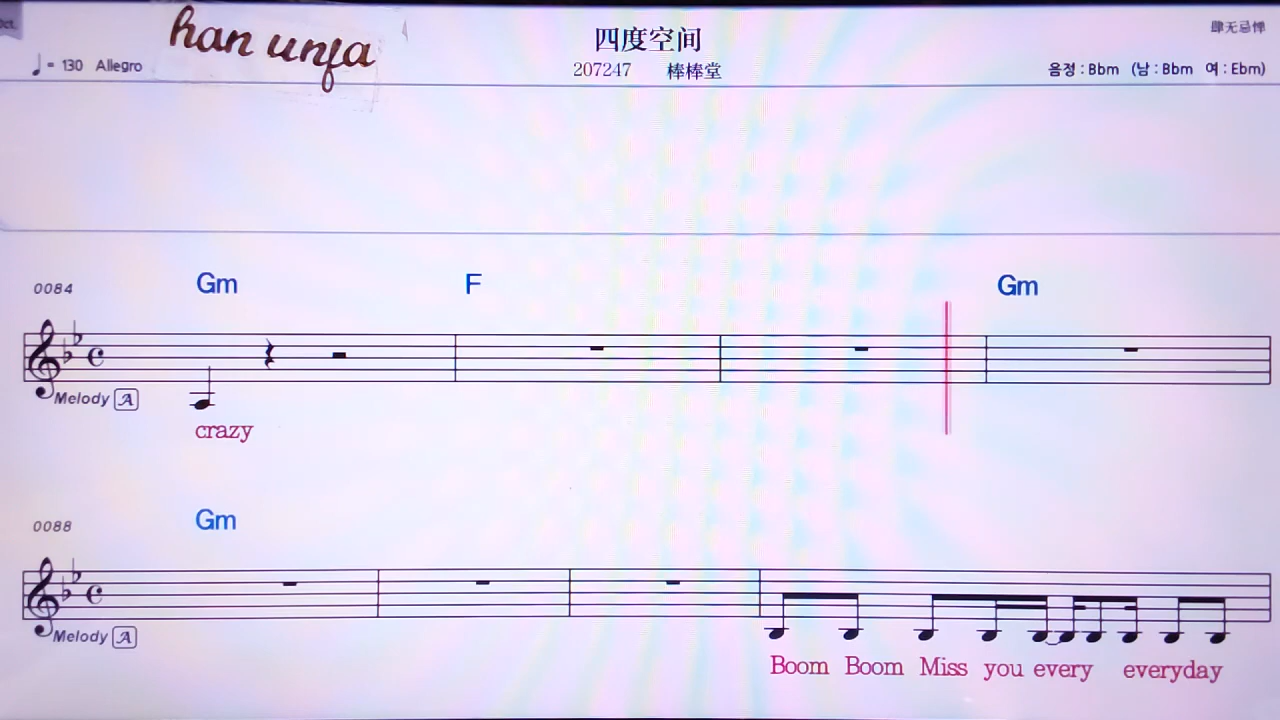 han unfa
四度空间
肆无忌惮
♩= 130 Allegro
207247 棒棒堂
음정 : Bbm (남 : Bbm 여 : Ebm)
0084
Gm F Gm
Melody A
crazy
0088
Gm
Melody A
Boom Boom Miss you every everyday